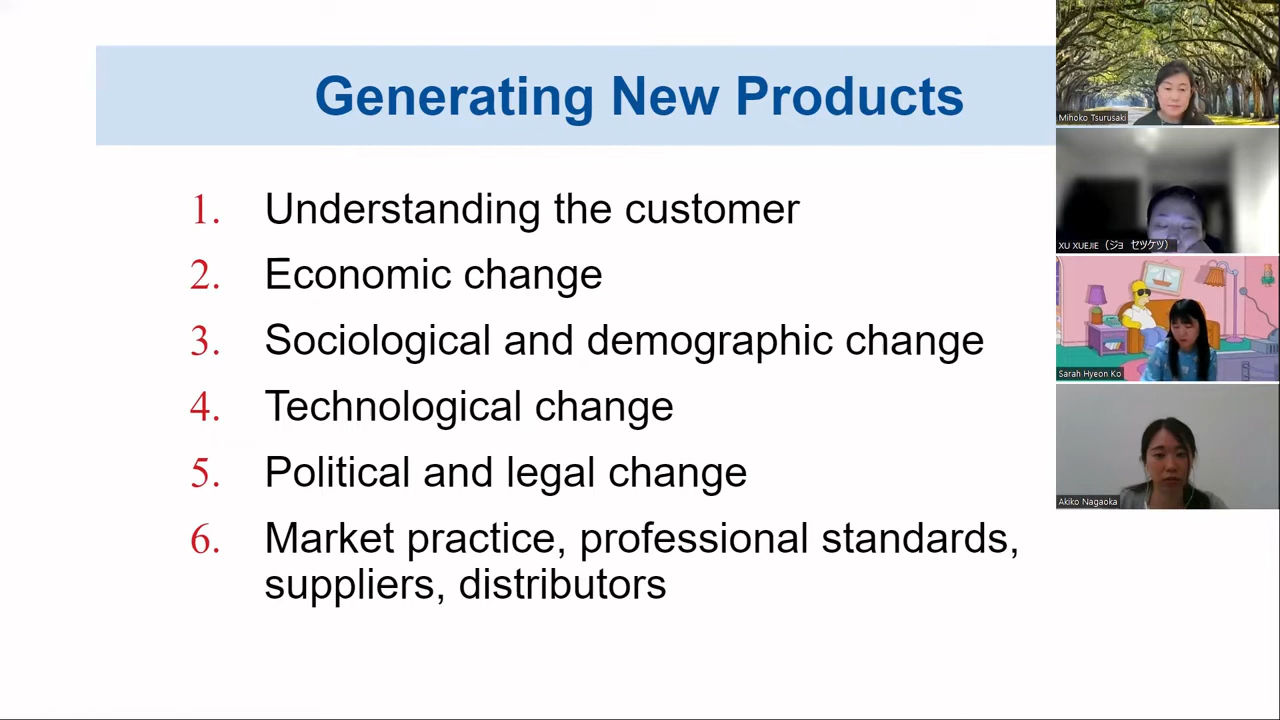 Generating New Products
1. Understanding the customer
2. Economic change
3. Sociological and demographic change
4. Technological change
5. Political and legal change
6. Market practice, professional standards,
suppliers, distributors
Mihoko Tsurusaki
XU XUEJIE（ジョ　セツケツ）
Sarah Hyeon Ko
Akiko Nagaoka